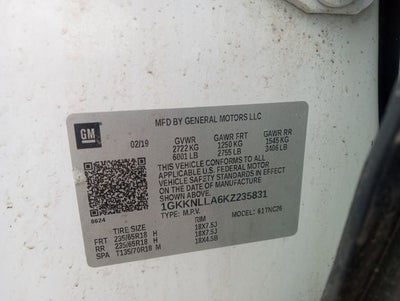 GM
MFD BY GENERAL MOTORS LLC
02/19 GVWR GAWR FRT GAWR RR
2722 KG 1250 KG 1545 KG
6001 LB 2755 LB 3406 LB
THIS VEHICLE CONFORMS TO ALL
APPLICABLE U.S. FEDERAL MOTOR
VEHICLE SAFETY STANDARDS IN EFFECT
ON THE DATE OF MANUFACTURE
SHOWN ABOVE.
1GKKNLLA6KZ235831
TYPE: M.P.V. MODEL: 61TNC26
8624
TIRE SIZE RIM
FRT 235/65R18 H 18X7.5J
RR 235/65R18 H 18X7.5J
SPA T135/70R18 M 18X4.5B